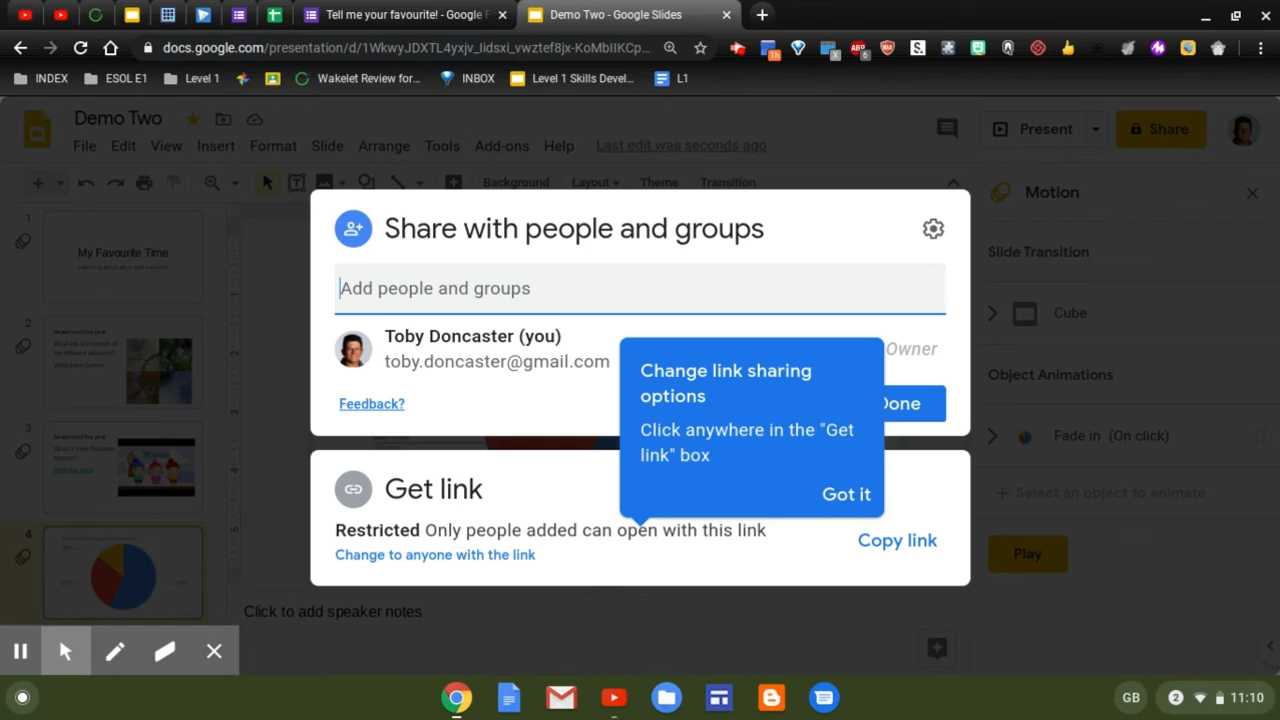 Tell me your favourite! - Google F
Demo Two - Google Slides
docs.google.com/presentation/d/1WkwyJDXTL4yxjv_lidsxi_vwztef8jx-KoMbIIKCp...
INDEX
ESOL E1
Level 1
Wakelet Review for...
INBOX
Level 1 Skills Devel...
L1
Demo Two
File Edit View Insert Format Slide Arrange Tools Add-ons Help
Last edit was seconds ago
Present
Share
Background Layout Theme Transition
Motion
Slide Transition
Cube
Object Animations
Fade in (On click)
Select an object to animate
Play
1
My Favourite Time
2
3
4
Share with people and groups
Add people and groups
Toby Doncaster (you)
toby.doncaster@gmail.com
Owner
Feedback?
Done
Change link sharing
options
Click anywhere in the "Get
link" box
Got it
Get link
Restricted Only people added can open with this link
Change to anyone with the link
Copy link
Click to add speaker notes
GB
2
11:10